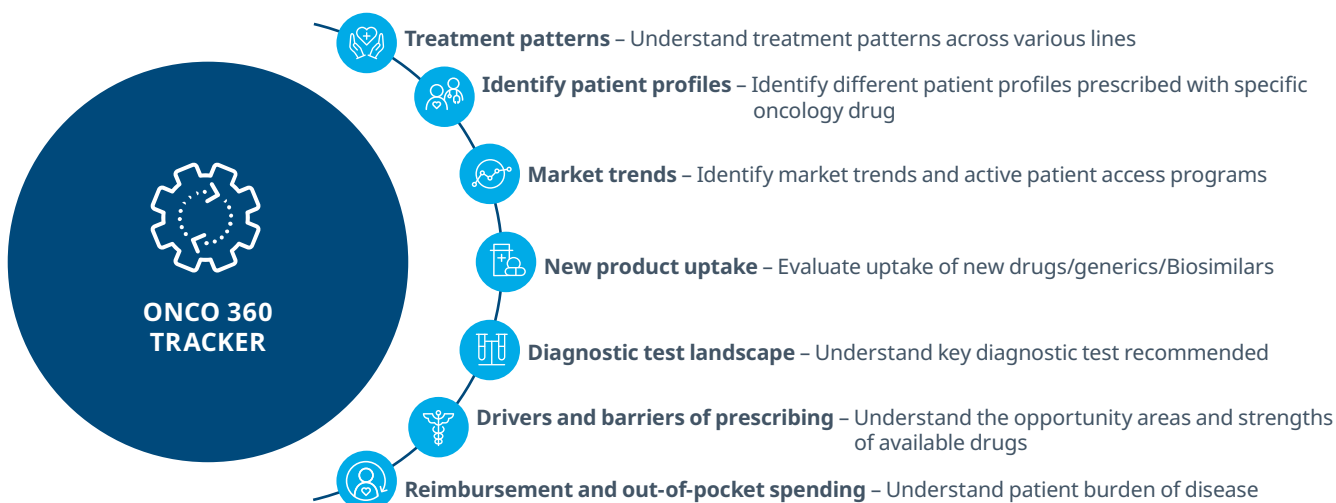 Treatment patterns – Understand treatment patterns across various lines
Identify patient profiles – Identify different patient profiles prescribed with specific
oncology drug
Market trends – Identify market trends and active patient access programs
ONCO 360
TRACKER
New product uptake – Evaluate uptake of new drugs/generics/Biosimilars
Diagnostic test landscape – Understand key diagnostic test recommended
Drivers and barriers of prescribing – Understand the opportunity areas and strengths
of available drugs
Reimbursement and out-of-pocket spending – Understand patient burden of disease